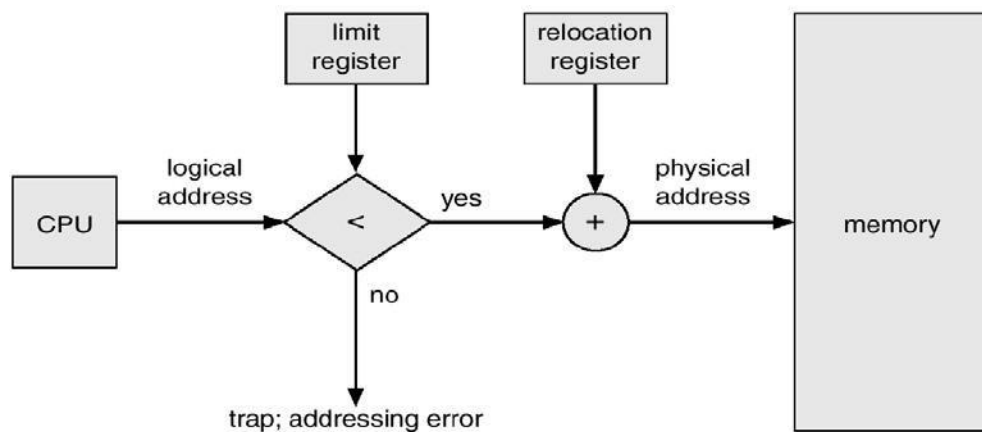 limit
register
relocation
register
logical
address
physical
address
CPU
<
yes
+
memory
no
trap; addressing error